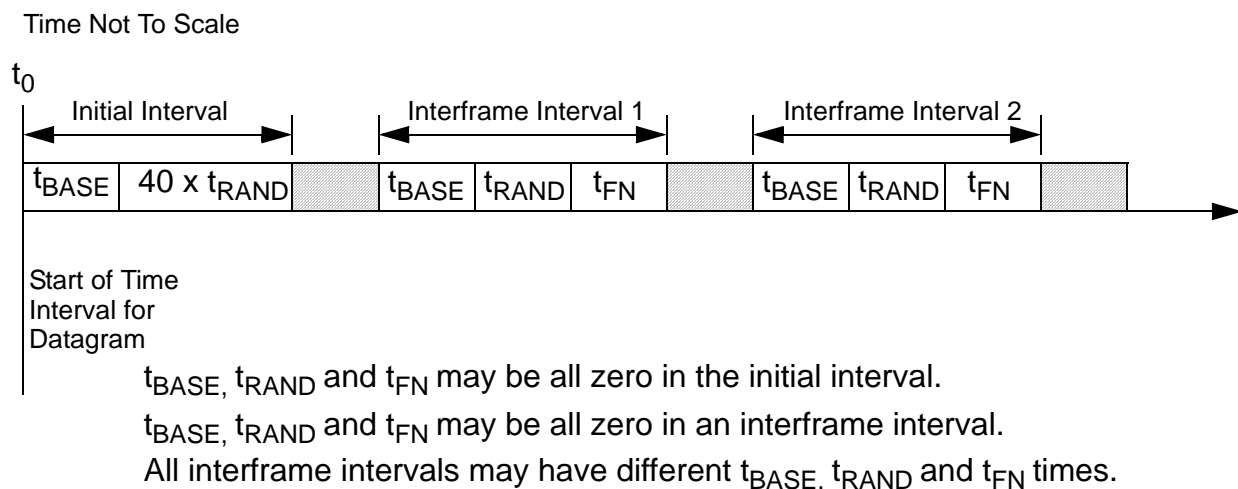 Time Not To Scale
t0
Initial Interval Interframe Interval 1 Interframe Interval 2
tBASE 40 x tRAND tBASE tRAND tFN tBASE tRAND tFN
Start of Time
Interval for
Datagram
tBASE, tRAND and tFN may be all zero in the initial interval.
tBASE, tRAND and tFN may be all zero in an interframe interval.
All interframe intervals may have different tBASE, tRAND and tFN times.